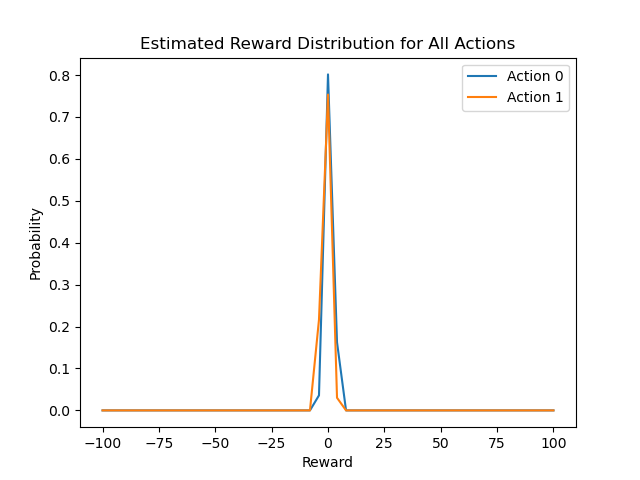 Estimated Reward Distribution for All Actions
Action 0
Action 1
Probability
0.8
0.7
0.6
0.5
0.4
0.3
0.2
0.1
0.0
−100 −75 −50 −25 0 25 50 75 100
Reward